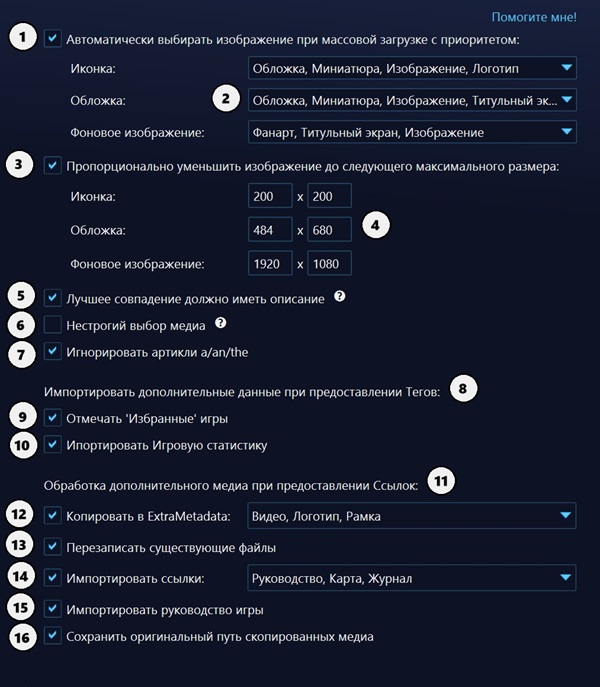 Помогите мне!
1 Автоматически выбирать изображение при массовой загрузке с приоритетом:
Иконка: Обложка, Миниатюра, Изображение, Логотип
Обложка: 2 Обложка, Миниатюра, Изображение, Титульный эк...
Фоновое изображение: Фанарт, Титульный экран, Изображение
3 Пропорционально уменьшить изображение до следующего максимального размера:
Иконка: 200 x 200
Обложка: 484 x 680 4
Фоновое изображение: 1920 x 1080
5 Лучшее совпадение должно иметь описание ?
6 Нестрогий выбор медиа ?
7 Игнорировать артикли a/an/the
Импортировать дополнительные данные при предоставлении Тегов: 8
9 Отмечать 'Избранные' игры
10 Ипортировать Игровую статистику
Обработка дополнительного медиа при предоставлении Ссылок: 11
12 Копировать в ExtraMetadata: Видео, Логотип, Рамка
13 Перезаписать существующие файлы
14 Импортировать ссылки: Руководство, Карта, Журнал
15 Импортировать руководство игры
16 Сохранить оригинальный путь скопированных медиа